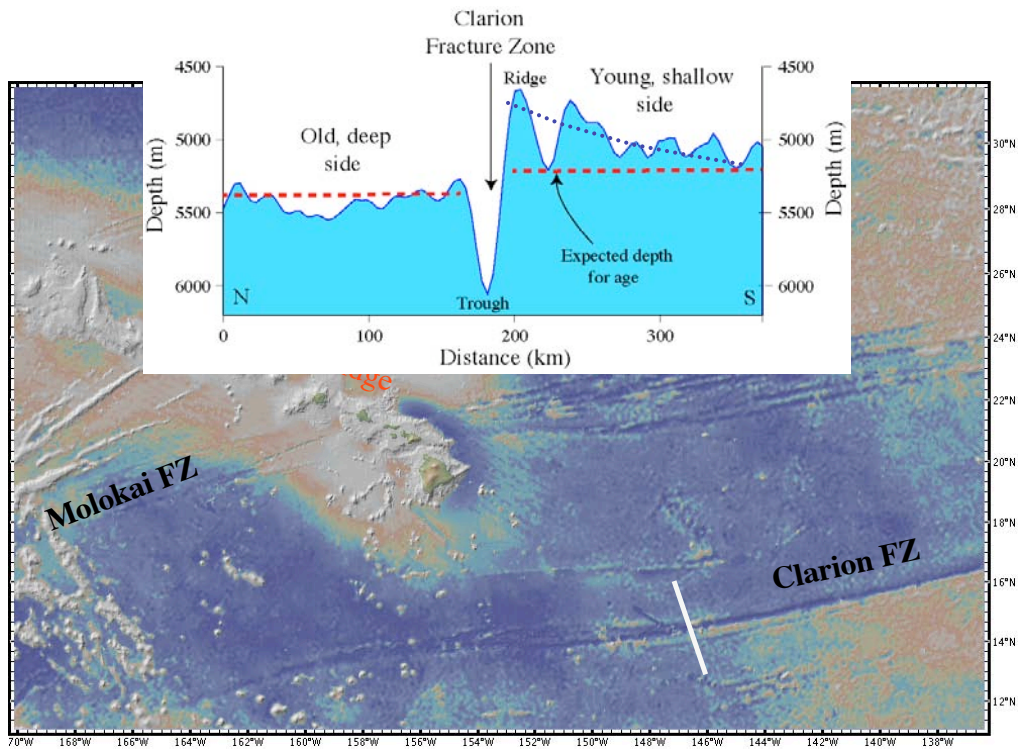 Clarion
Fracture Zone
4500
5000
5500
6000
Depth (m)
Old, deep
side
Ridge
Young, shallow
side
4500
5000
5500
6000
Depth (m)
Expected depth
for age
N
Trough
S
0
100
200
300
Distance (km)
30°N
28°N
26°N
24°N
22°N
20°N
18°N
16°N
14°N
12°N
Molokai FZ
Clarion FZ
70°W
168°W
166°W
164°W
162°W
160°W
158°W
156°W
154°W
152°W
150°W
148°W
146°W
144°W
142°W
140°W
138°W